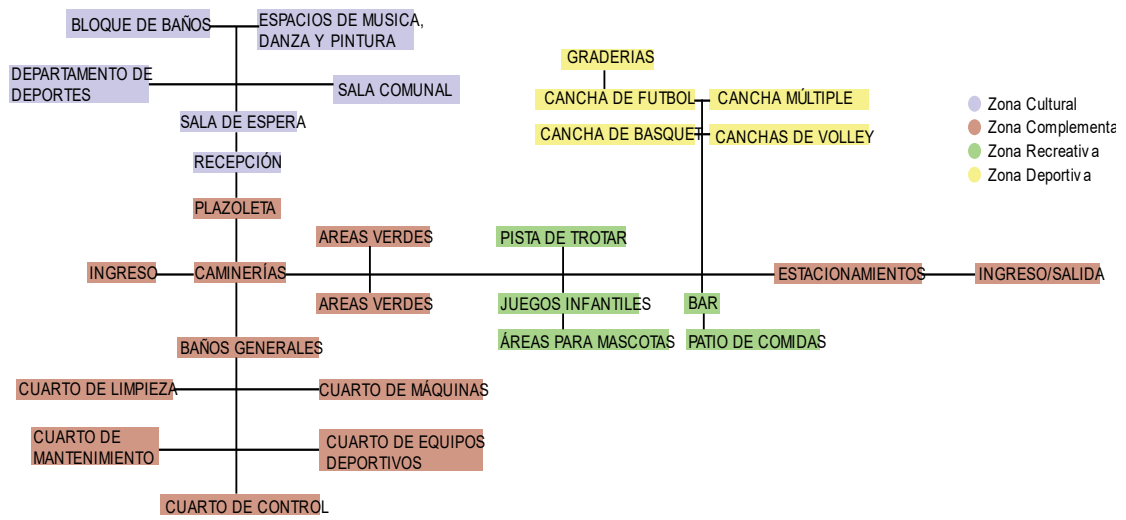 BLOQUE DE BAÑOS
ESPACIOS DE MUSICA,
DANZA Y PINTURA
DEPARTAMENTO DE
DEPORTES
SALA COMUNAL
SALA DE ESPERA
RECEPCIÓN
PLAZOLETA
GRADERIAS
CANCHA DE FUTBOL
CANCHA MÚLTIPLE
CANCHA DE BASQUET
CANCHAS DE VOLLEY
Zona Cultural
Zona Complementa
Zona Recreativa
Zona Deportiva
AREAS VERDES
PISTA DE TROTAR
INGRESO
CAMINERÍAS
ESTACIONAMIENTOS
INGRESO/SALIDA
AREAS VERDES
JUEGOS INFANTILES
BAR
ÁREAS PARA MASCOTAS
PATIO DE COMIDAS
BAÑOS GENERALES
CUARTO DE LIMPIEZA
CUARTO DE MÁQUINAS
CUARTO DE
MANTENIMIENTO
CUARTO DE EQUIPOS
DEPORTIVOS
CUARTO DE CONTROL